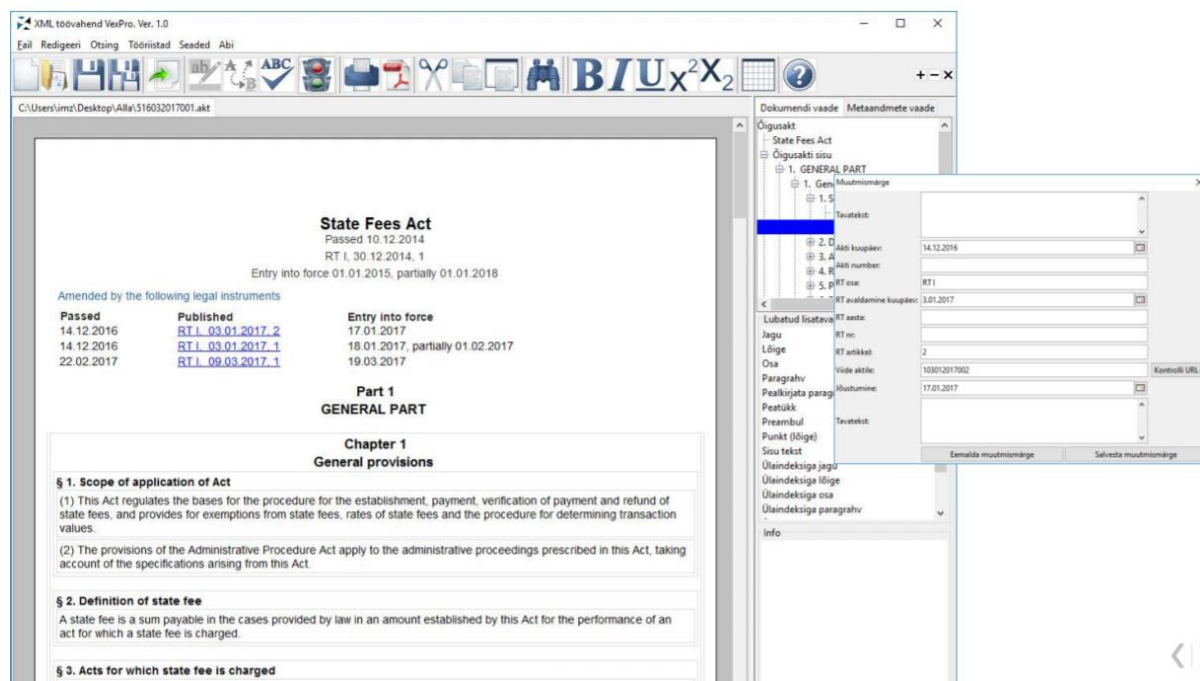 XML töövahend VexPro. Ver. 1.0
Fail Redigeeri Otsing Tööriistad Seaded Abi
ab/ A B C ABC B I U X² X₂ ?
+ − ×
C:\Users\imz\Desktop\Alla\516032017001.akt
State Fees Act
Passed 10.12.2014
RT I, 30.12.2014, 1
Entry into force 01.01.2015, partially 01.01.2018
Amended by the following legal instruments
Passed Published Entry into force
14.12.2016 RT I, 03.01.2017, 2 17.01.2017
14.12.2016 RT I, 03.01.2017, 1 18.01.2017, partially 01.02.2017
22.02.2017 RT I, 09.03.2017, 1 19.03.2017
Part 1
GENERAL PART
Chapter 1
General provisions
§ 1. Scope of application of Act
(1) This Act regulates the bases for the procedure for the establishment, payment, verification of payment and refund of
state fees, and provides for exemptions from state fees, rates of state fees and the procedure for determining transaction
values.
(2) The provisions of the Administrative Procedure Act apply to the administrative proceedings prescribed in this Act, taking
account of the specifications arising from this Act.
§ 2. Definition of state fee
A state fee is a sum payable in the cases provided by law in an amount established by this Act for the performance of an
act for which a state fee is charged.
§ 3. Acts for which state fee is charged
Dokumendi vaade Metaandmete vaade
Õigusakt
State Fees Act
Õigusakti sisu
1. GENERAL PART
1. Gen
1. S
2. D
3. A
4. R
5. P
Lubatud lisatava
Jagu
Lõige
Osa
Paragrahv
Pealkirjata paragr
Peatükk
Preambul
Punkt (lõige)
Sisu tekst
Ülaindeksiga jagu
Ülaindeksiga lõige
Ülaindeksiga osa
Ülaindeksiga paragrahv
Info
Muutmismärge
Tavatekst:
Akti kuupäev: 14.12.2016
Akti number:
RT osa: RT I
RT avaldamine kuupäev: 3.01.2017
RT aasta:
RT nr:
RT artikkel: 2
Viide aktile: 103012017002 Kontrolli URL-
Jõustumine: 17.01.2017
Tavatekst:
Eemalda muutmismärge Salvesta muutmismärge